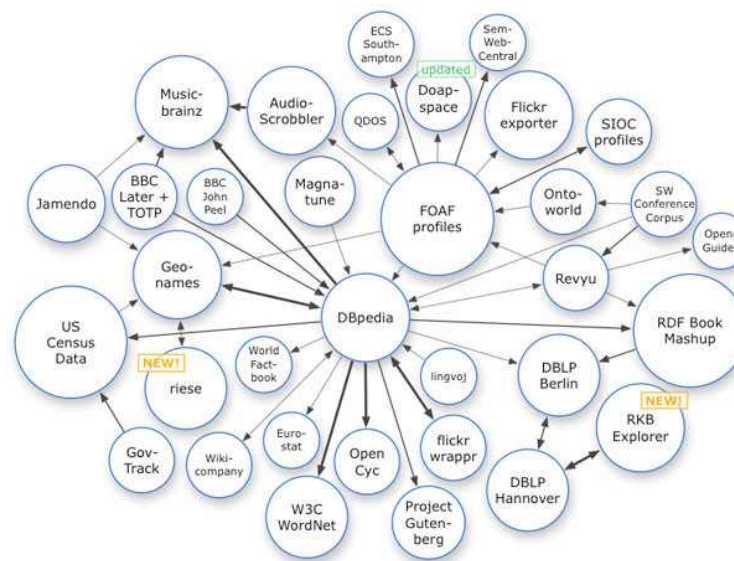 ECS
South-
ampton
Sem-
Web-
Central
updated
Doap-
space
Music-
brainz
Audio-
Scrobbler
QDOS
Flickr
exporter
SIOC
profiles
Jamendo
BBC
Later +
TOTP
BBC
John
Peel
Magna-
tune
FOAF
profiles
Onto-
world
SW
Conference
Corpus
Open-
Guides
Geo-
names
Revyu
US
Census
Data
DBpedia
RDF Book
Mashup
NEW!
riese
World
Fact-
book
lingvoj
DBLP
Berlin
NEW!
RKB
Explorer
Gov-
Track
Wiki-
company
Euro-
stat
Open
Cyc
flickr
wrappr
W3C
WordNet
Project
Guten-
berg
DBLP
Hannover